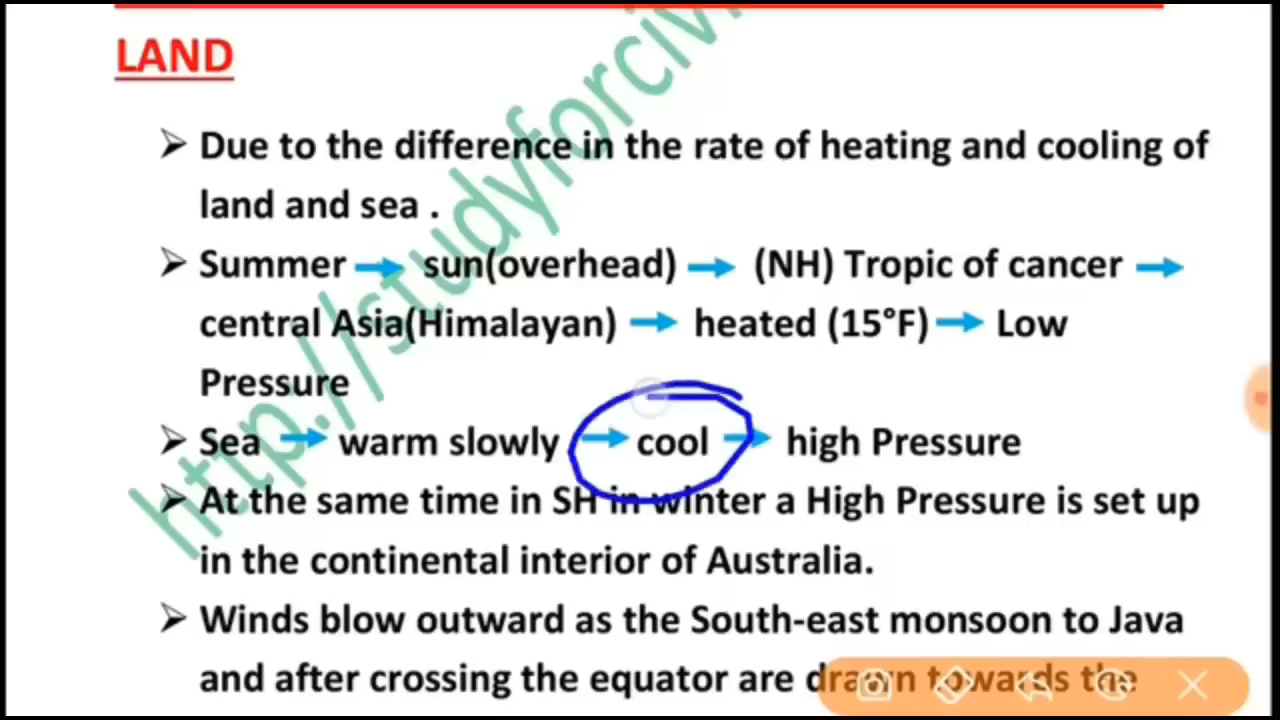 LAND
➢ Due to the difference in the rate of heating and cooling of
land and sea .
➢ Summer → sun(overhead) → (NH) Tropic of cancer →
central Asia(Himalayan) → heated (15°F) → Low
Pressure
➢ Sea → warm slowly → cool → high Pressure
➢ At the same time in SH in winter a High Pressure is set up
in the continental interior of Australia.
➢ Winds blow outward as the South-east monsoon to Java
and after crossing the equator are drawn towards the
http://studyforcivi